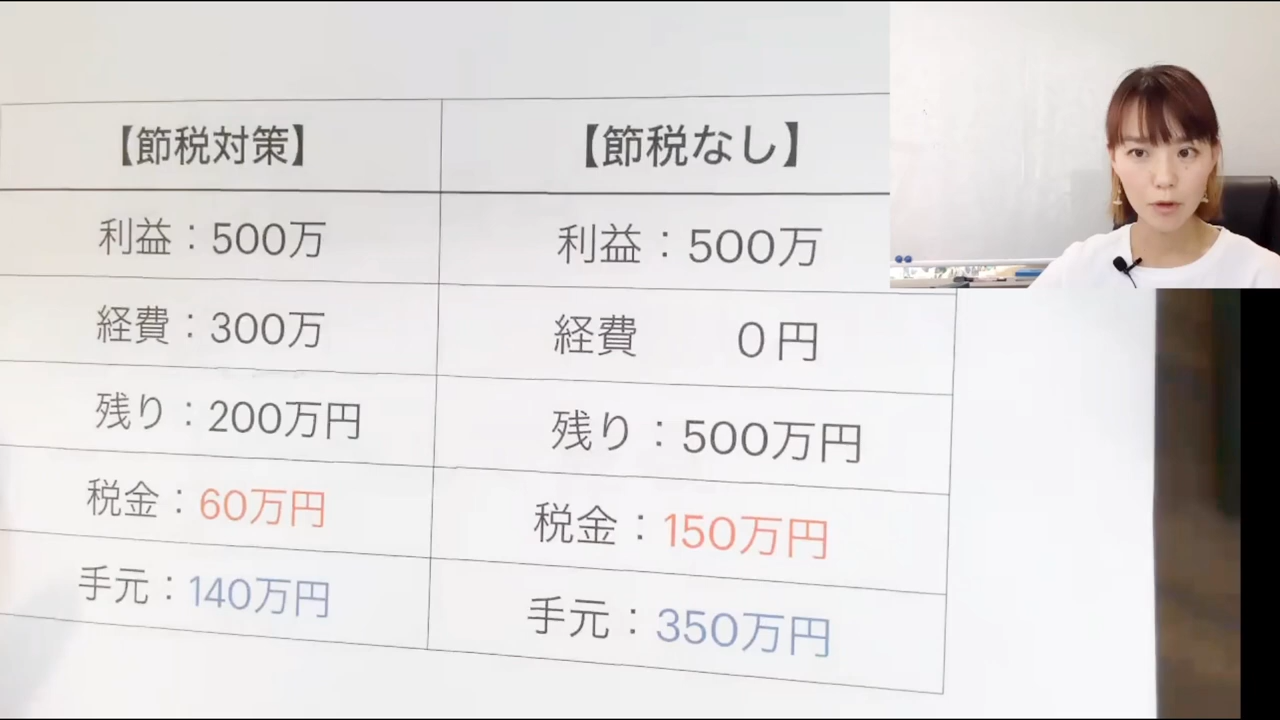 【節税対策】
【節税なし】
利益：500万
利益：500万
経費：300万
経費　　0円
残り：200万円
残り：500万円
税金：60万円
税金：150万円
手元：140万円
手元：350万円